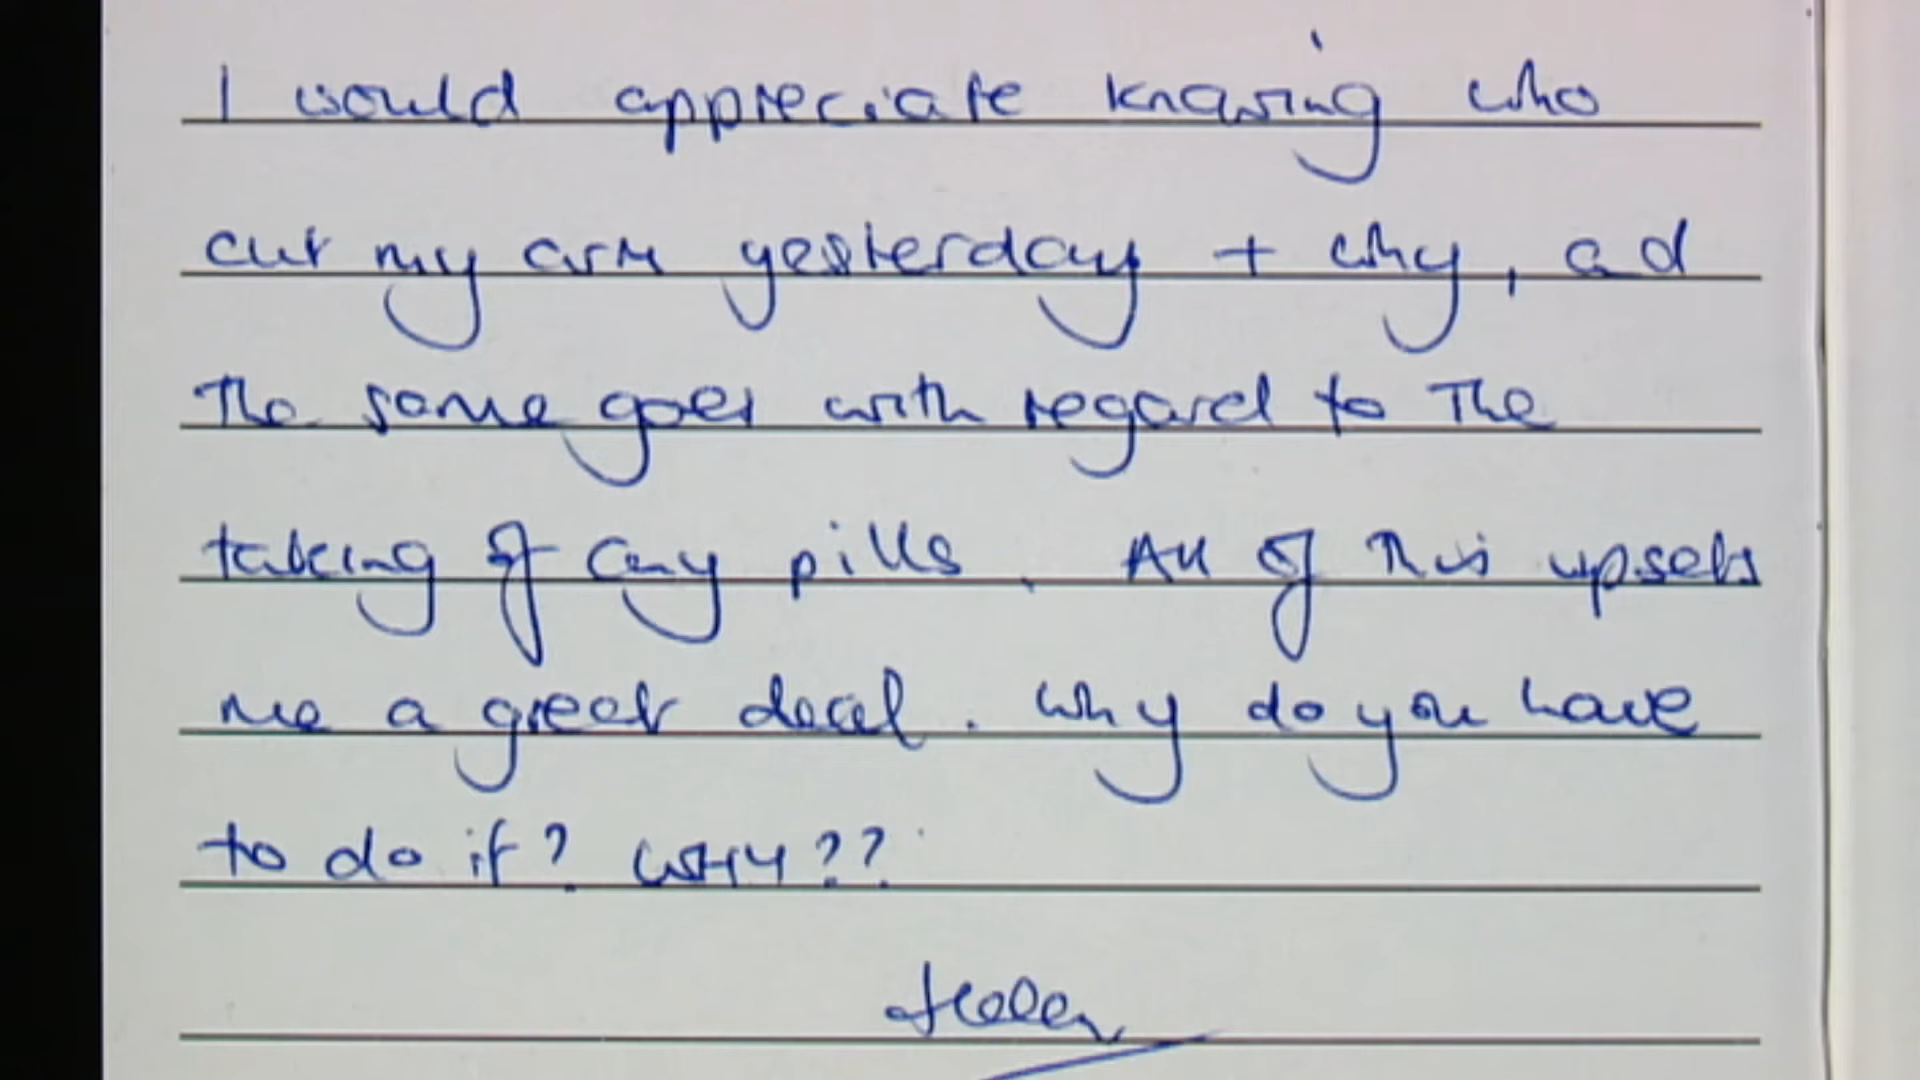 I would appreciate knowing who
cut my arm yesterday + why, ad
the same goes with regard to the
taking of any pills. All of this upsets
me a great deal. Why do you have
to do it? WHY??
Helen